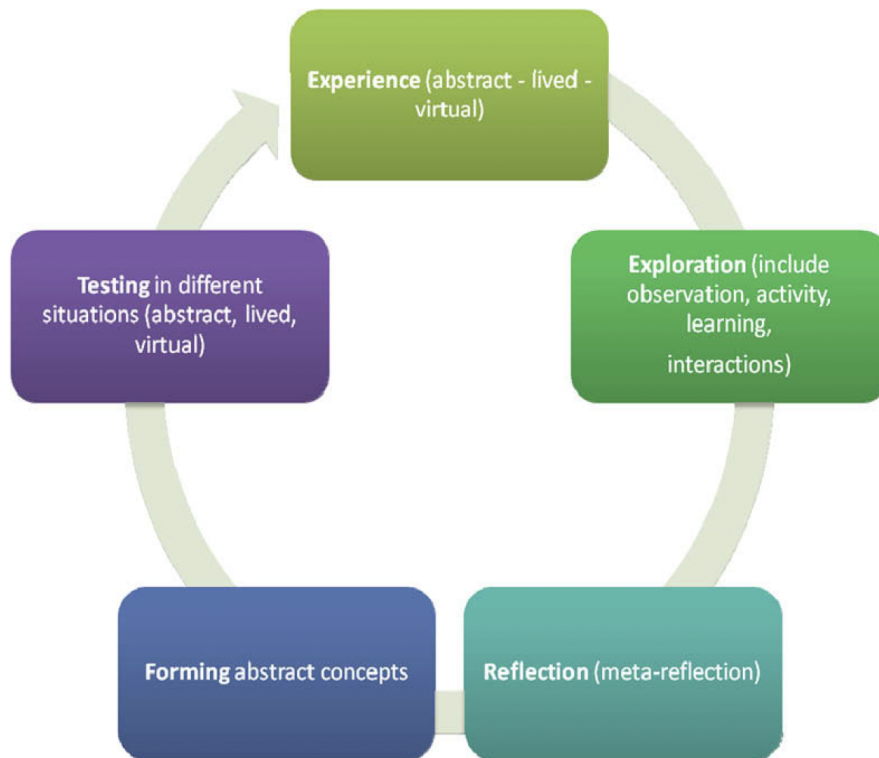 Experience (abstract - lived -
virtual)
Exploration (include
observation, activity,
learning,
interactions)
Reflection (meta-reflection)
Forming abstract concepts
Testing in different
situations (abstract, lived,
virtual)